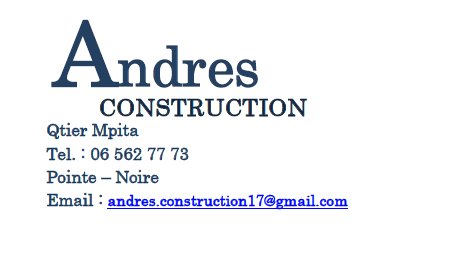 Andres
CONSTRUCTION
Qtier Mpita
Tel. : 06 562 77 73
Pointe – Noire
Email : andres.construction17@gmail.com